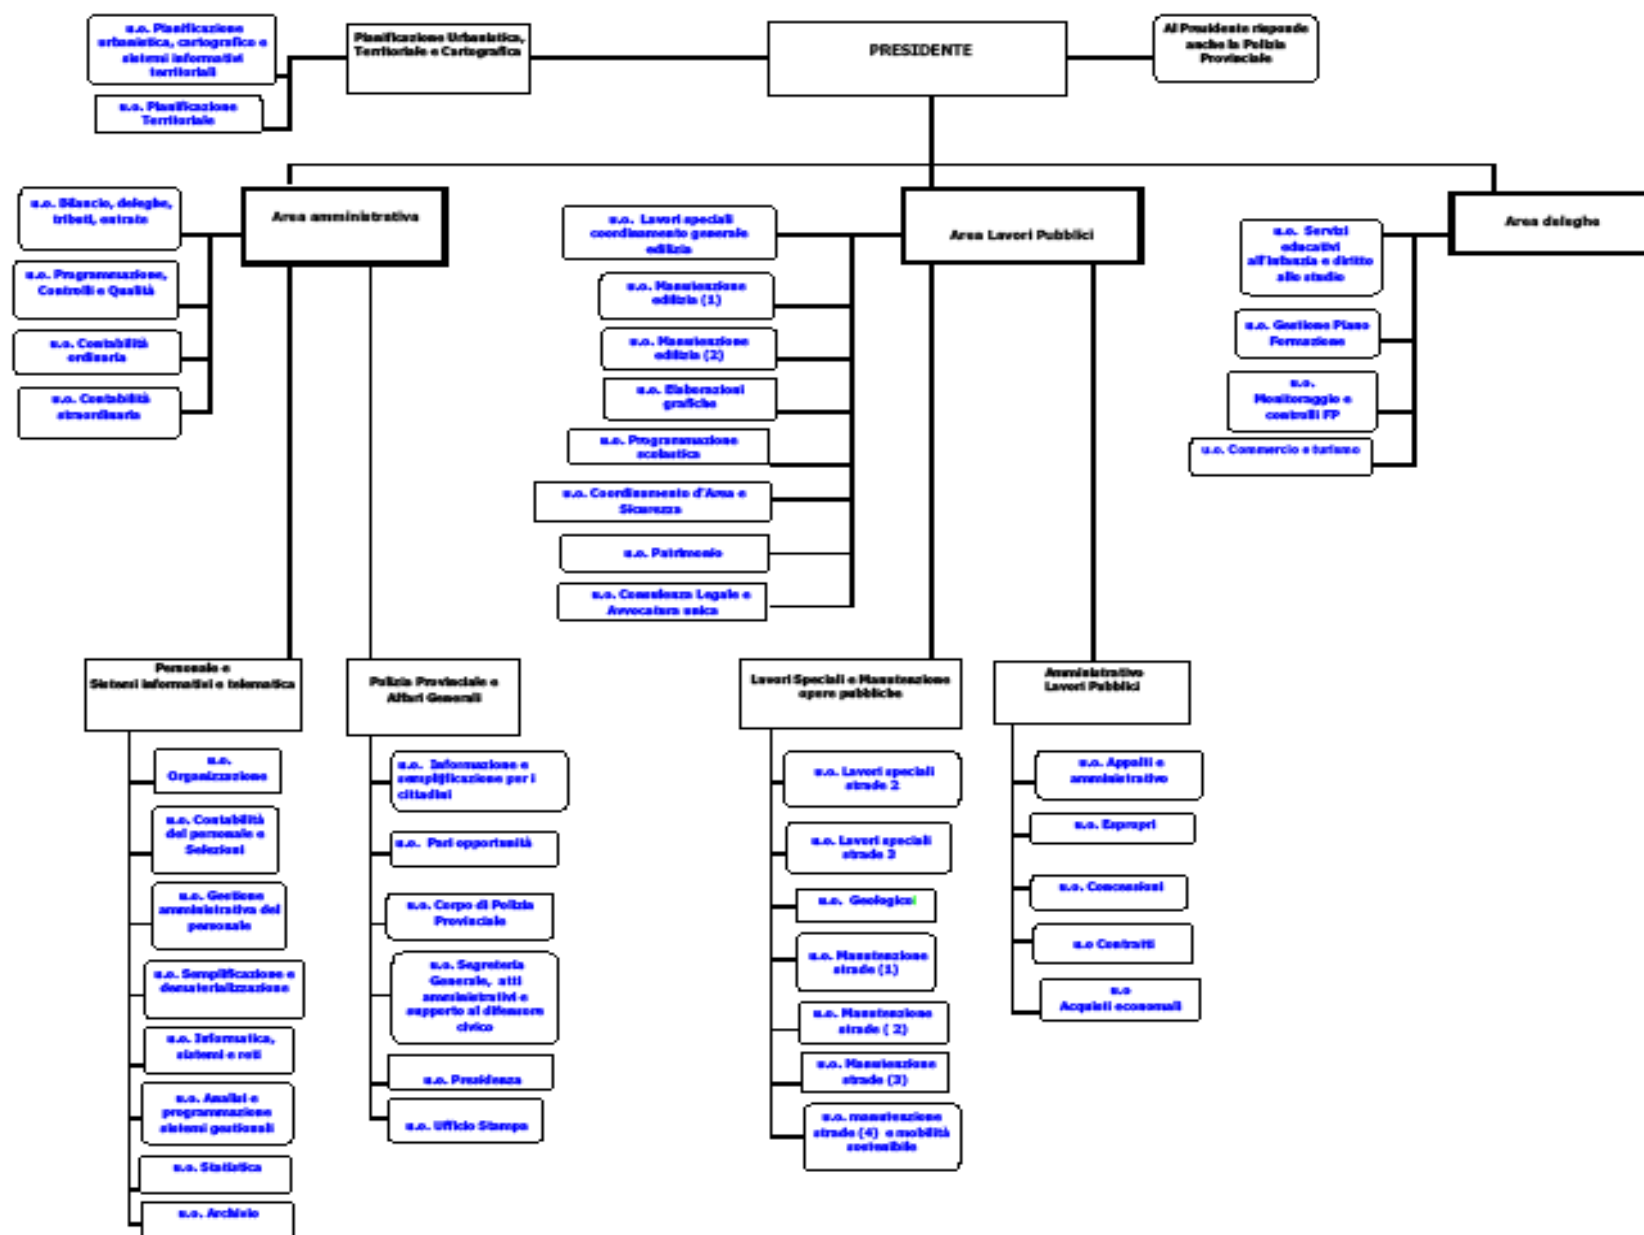 u.o. Pianificazione
urbanistica, cartografico e
sistemi informativi
territoriali
u.o. Pianificazione
Territoriale
Pianificazione Urbanistica,
Territoriale e Cartografica
PRESIDENTE
Al Presidente risponde
anche la Polizia
Provinciale
Area amministrativa
u.o. Bilancio, deleghe,
tributi, entrate
u.o. Programmazione,
Controlli e Qualità
u.o. Contabilità
ordinaria
u.o. Contabilità
straordinaria
Area Lavori Pubblici
u.o. Lavori speciali
coordinamento generale
edilizia
u.o. Manutenzione
edilizia (1)
u.o. Manutenzione
edilizia (2)
u.o. Elaborazioni
grafiche
u.o. Programmazione
scolastica
u.o. Coordinamento d'Area e
Sicurezza
u.o. Patrimonio
u.o. Consulenza Legale e
Avvocatura unica
Area deleghe
u.o. Servizi
educativi
all'infanzia e diritto
allo studio
u.o. Gestione Piano
Formazione
u.o.
Monitoraggio e
controlli FP
u.o. Commercio e turismo
Personale e
Sistemi informativi e telematica
u.o.
Organizzazione
u.o. Contabilità
del personale e
Selezioni
u.o. Gestione
amministrativa del
personale
u.o. Semplificazione e
dematerializzazione
u.o. Informatica,
sistemi e reti
u.o. Analisi e
programmazione
sistemi gestionali
u.o. Statistica
u.o. Archivio
Polizia Provinciale e
Affari Generali
u.o. Informazione e
semplificazione per i
cittadini
u.o. Pari opportunità
u.o. Corpo di Polizia
Provinciale
u.o. Segreteria
Generale, atti
amministrativi e
supporto al difensore
civico
u.o. Presidenza
u.o. Ufficio Stampa
Lavori Speciali e Manutenzione
opere pubbliche
u.o. Lavori speciali
strade 2
u.o. Lavori speciali
strade 3
u.o. Geologico
u.o. Manutenzione
strade (1)
u.o. Manutenzione
strade ( 2)
u.o. Manutenzione
strade (3)
u.o. manutenzione
strade (4) e mobilità
sostenibile
Amministrativo
Lavori Pubblici
u.o. Appalti e
amministrativo
u.o. Espropri
u.o. Concessioni
u.o Contratti
u.o
Acquisti economali